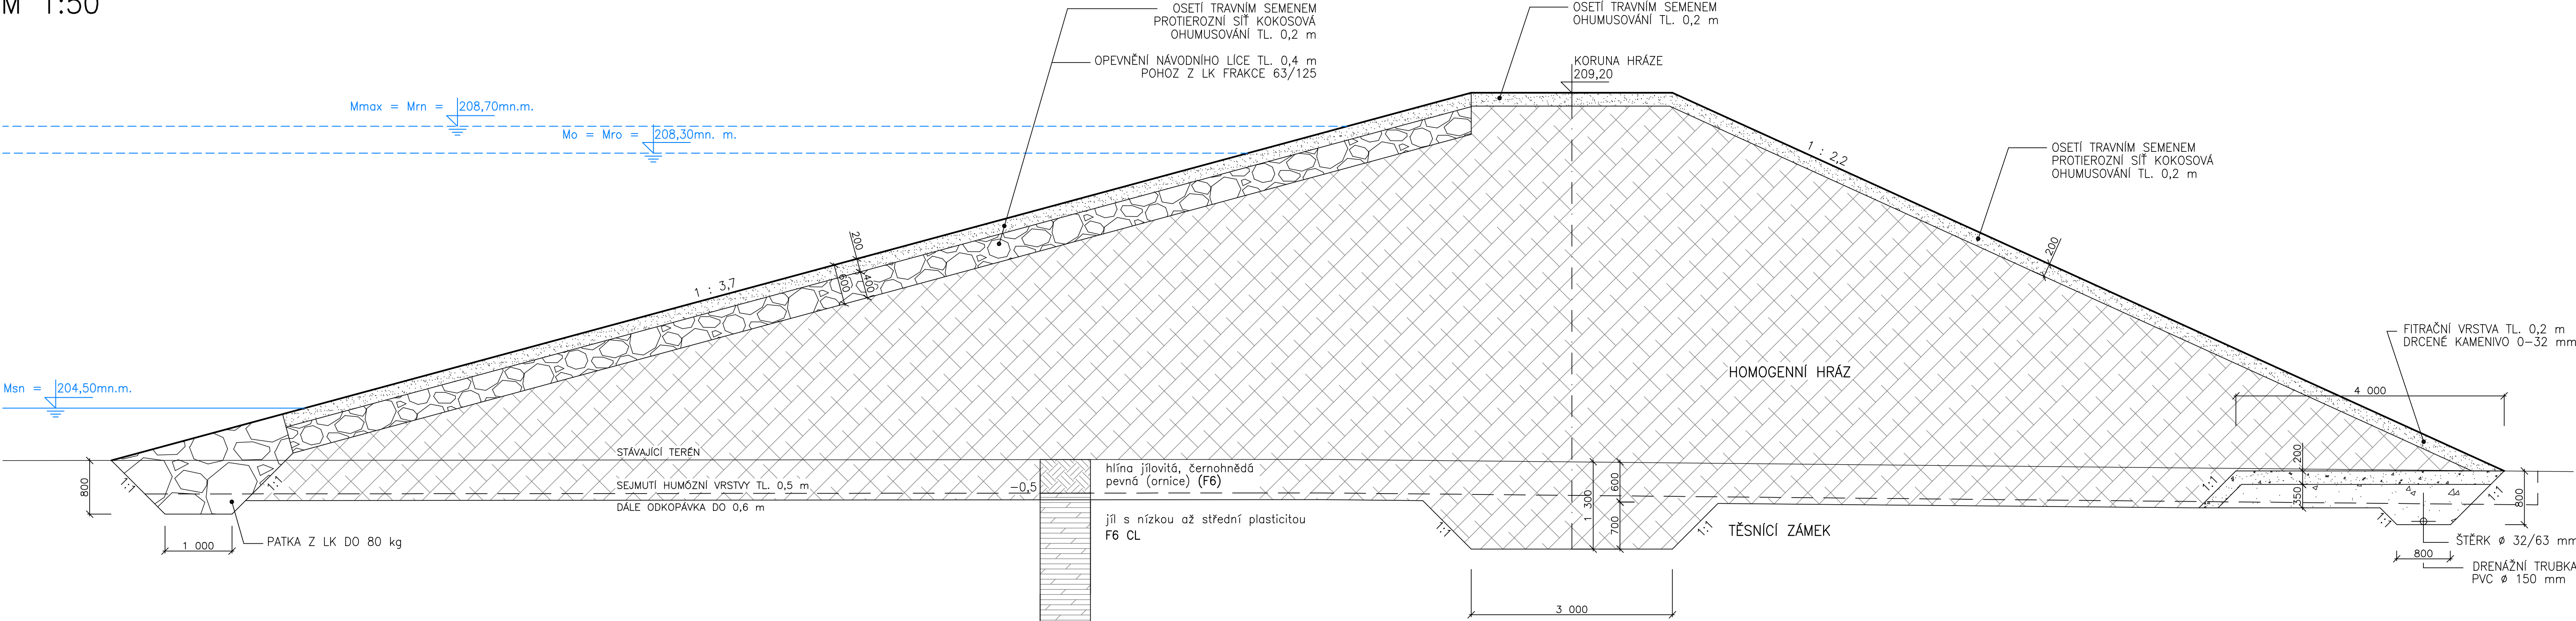 M 1:50
OSETÍ TRAVNÍM SEMENEM
PROTIEROZNÍ SÍŤ KOKOSOVÁ
OHUMUSOVÁNÍ TL. 0,2 m
OPEVNĚNÍ NÁVODNÍHO LÍCE TL. 0,4 m
POHOZ Z LK FRAKCE 63/125
OSETÍ TRAVNÍM SEMENEM
OHUMUSOVÁNÍ TL. 0,2 m
KORUNA HRÁZE
209,20
Mmax = Mrn = 208,70mn.m.
Mo = Mro = 208,30mn. m.
1 : 2,2
OSETÍ TRAVNÍM SEMENEM
PROTIEROZNÍ SÍŤ KOKOSOVÁ
OHUMUSOVÁNÍ TL. 0,2 m
200
200
400
600
1 : 3,7
FITRAČNÍ VRSTVA TL. 0,2 m
DRCENÉ KAMENIVO 0-32 mm
HOMOGENNÍ HRÁZ
Msn = 204,50mn.m.
4 000
STÁVAJÍCÍ TERÉN
SEJMUTÍ HUMÓZNÍ VRSTVY TL. 0,5 m
DÁLE ODKOPÁVKA DO 0,6 m
-0,5
hlína jílovitá, černohnědá
pevná (ornice) (F6)
jíl s nízkou až střední plasticitou
F6 CL
800
1:1
1:1
1 000
PATKA Z LK DO 80 kg
1:1
1 300
600
700
1:1
TĚSNÍCÍ ZÁMEK
3 000
1:1
200
350
1:1
1:1
800
800
ŠTĚRK ø 32/63 mm
DRENÁŽNÍ TRUBKA
PVC ø 150 mm